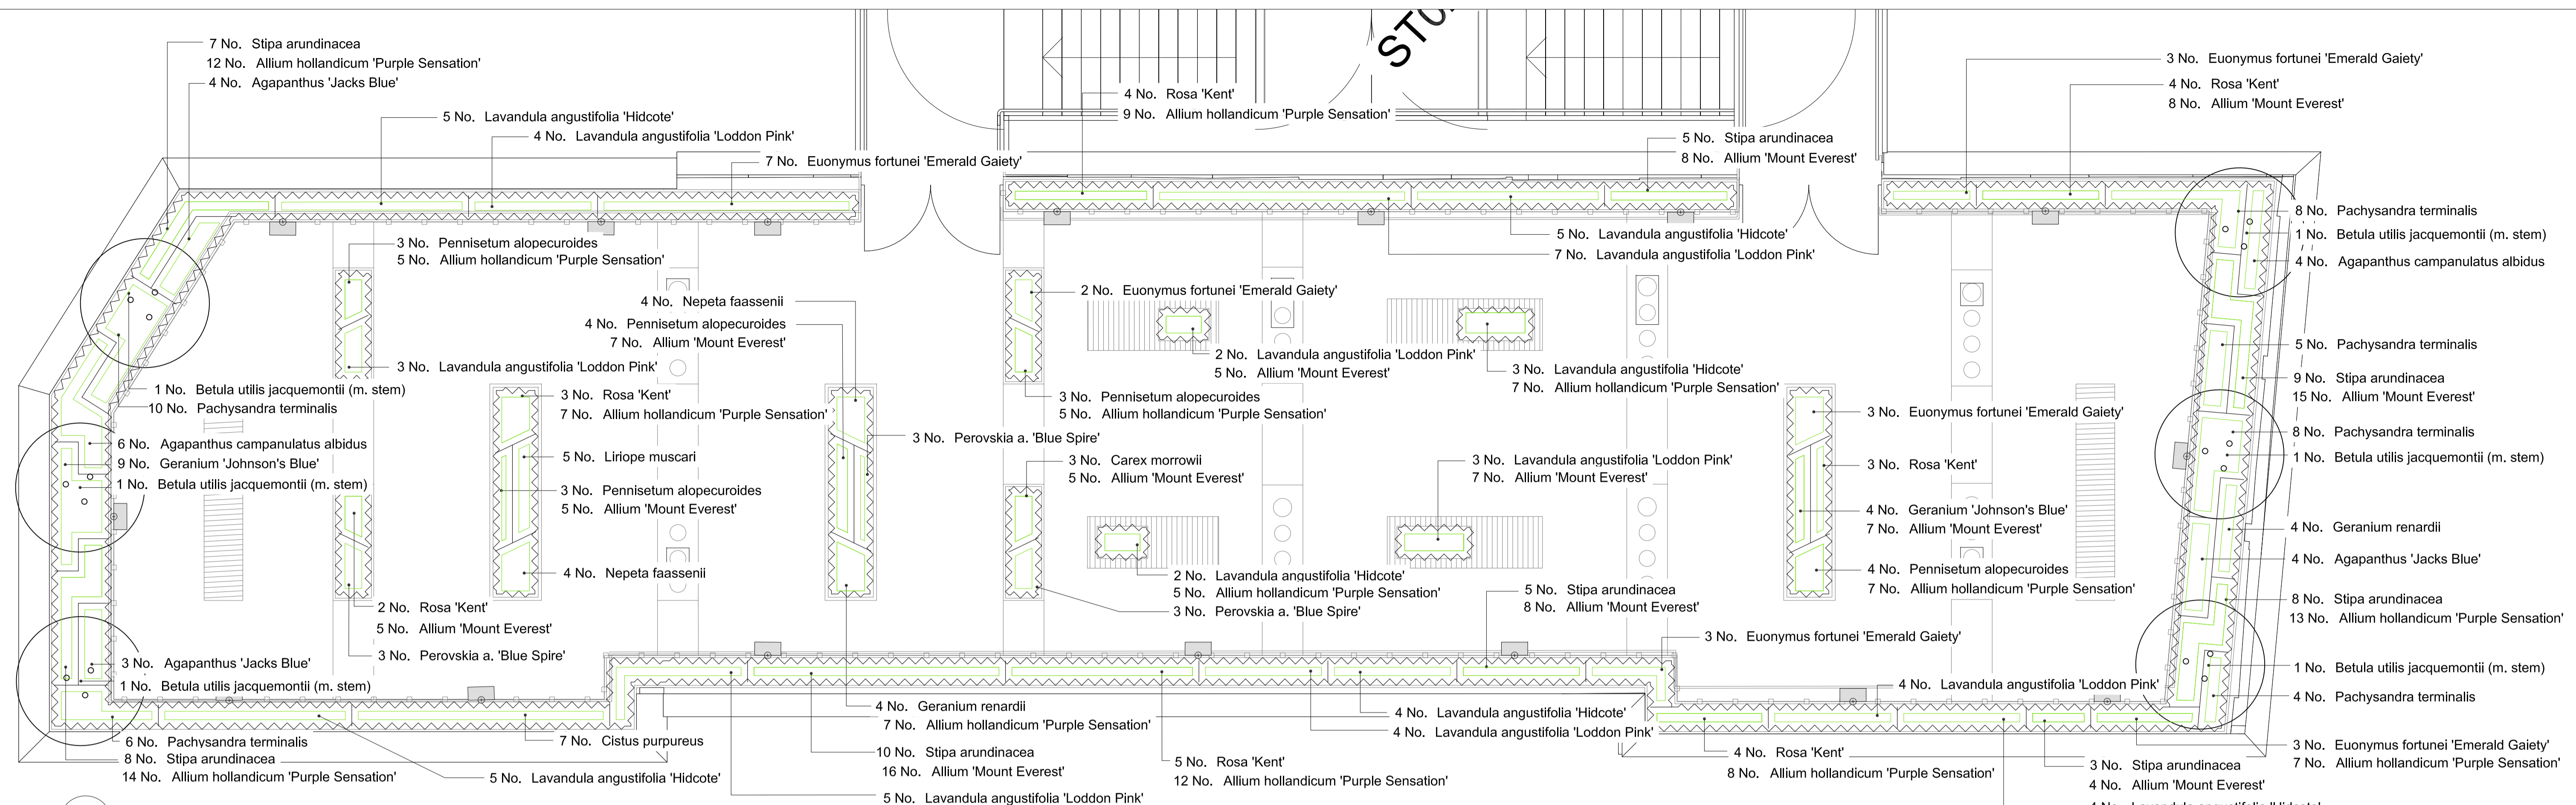 STU
7 No. Stipa arundinacea
12 No. Allium hollandicum 'Purple Sensation'
4 No. Agapanthus 'Jacks Blue'
5 No. Lavandula angustifolia 'Hidcote'
4 No. Lavandula angustifolia 'Loddon Pink'
7 No. Euonymus fortunei 'Emerald Gaiety'
4 No. Rosa 'Kent'
9 No. Allium hollandicum 'Purple Sensation'
5 No. Stipa arundinacea
8 No. Allium 'Mount Everest'
3 No. Euonymus fortunei 'Emerald Gaiety'
4 No. Rosa 'Kent'
8 No. Allium 'Mount Everest'
3 No. Pennisetum alopecuroides
5 No. Allium hollandicum 'Purple Sensation'
5 No. Lavandula angustifolia 'Hidcote'
7 No. Lavandula angustifolia 'Loddon Pink'
8 No. Pachysandra terminalis
1 No. Betula utilis jacquemontii (m. stem)
4 No. Agapanthus campanulatus albidus
4 No. Nepeta faassenii
4 No. Pennisetum alopecuroides
7 No. Allium 'Mount Everest'
2 No. Euonymus fortunei 'Emerald Gaiety'
2 No. Lavandula angustifolia 'Loddon Pink'
5 No. Allium 'Mount Everest'
3 No. Lavandula angustifolia 'Hidcote'
7 No. Allium hollandicum 'Purple Sensation'
5 No. Pachysandra terminalis
9 No. Stipa arundinacea
15 No. Allium 'Mount Everest'
3 No. Lavandula angustifolia 'Loddon Pink'
1 No. Betula utilis jacquemontii (m. stem)
10 No. Pachysandra terminalis
3 No. Rosa 'Kent'
7 No. Allium hollandicum 'Purple Sensation'
3 No. Pennisetum alopecuroides
5 No. Allium hollandicum 'Purple Sensation'
3 No. Euonymus fortunei 'Emerald Gaiety'
8 No. Pachysandra terminalis
1 No. Betula utilis jacquemontii (m. stem)
6 No. Agapanthus campanulatus albidus
9 No. Geranium 'Johnson's Blue'
1 No. Betula utilis jacquemontii (m. stem)
5 No. Liriope muscari
3 No. Pennisetum alopecuroides
5 No. Allium 'Mount Everest'
3 No. Perovskia a. 'Blue Spire'
3 No. Carex morrowii
5 No. Allium 'Mount Everest'
3 No. Lavandula angustifolia 'Loddon Pink'
7 No. Allium 'Mount Everest'
3 No. Rosa 'Kent'
4 No. Geranium 'Johnson's Blue'
7 No. Allium 'Mount Everest'
4 No. Geranium renardii
4 No. Agapanthus 'Jacks Blue'
4 No. Nepeta faassenii
2 No. Lavandula angustifolia 'Hidcote'
5 No. Allium hollandicum 'Purple Sensation'
3 No. Perovskia a. 'Blue Spire'
5 No. Stipa arundinacea
8 No. Allium 'Mount Everest'
4 No. Pennisetum alopecuroides
7 No. Allium hollandicum 'Purple Sensation'
8 No. Stipa arundinacea
13 No. Allium hollandicum 'Purple Sensation'
2 No. Rosa 'Kent'
5 No. Allium 'Mount Everest'
3 No. Perovskia a. 'Blue Spire'
3 No. Euonymus fortunei 'Emerald Gaiety'
3 No. Agapanthus 'Jacks Blue'
1 No. Betula utilis jacquemontii (m. stem)
1 No. Betula utilis jacquemontii (m. stem)
4 No. Pachysandra terminalis
4 No. Lavandula angustifolia 'Loddon Pink'
4 No. Geranium renardii
7 No. Allium hollandicum 'Purple Sensation'
4 No. Lavandula angustifolia 'Hidcote'
4 No. Lavandula angustifolia 'Loddon Pink'
6 No. Pachysandra terminalis
8 No. Stipa arundinacea
14 No. Allium hollandicum 'Purple Sensation'
7 No. Cistus purpureus
5 No. Lavandula angustifolia 'Hidcote'
10 No. Stipa arundinacea
16 No. Allium 'Mount Everest'
5 No. Lavandula angustifolia 'Loddon Pink'
5 No. Rosa 'Kent'
12 No. Allium hollandicum 'Purple Sensation'
4 No. Rosa 'Kent'
8 No. Allium hollandicum 'Purple Sensation'
3 No. Euonymus fortunei 'Emerald Gaiety'
7 No. Allium hollandicum 'Purple Sensation'
3 No. Stipa arundinacea
4 No. Allium 'Mount Everest'